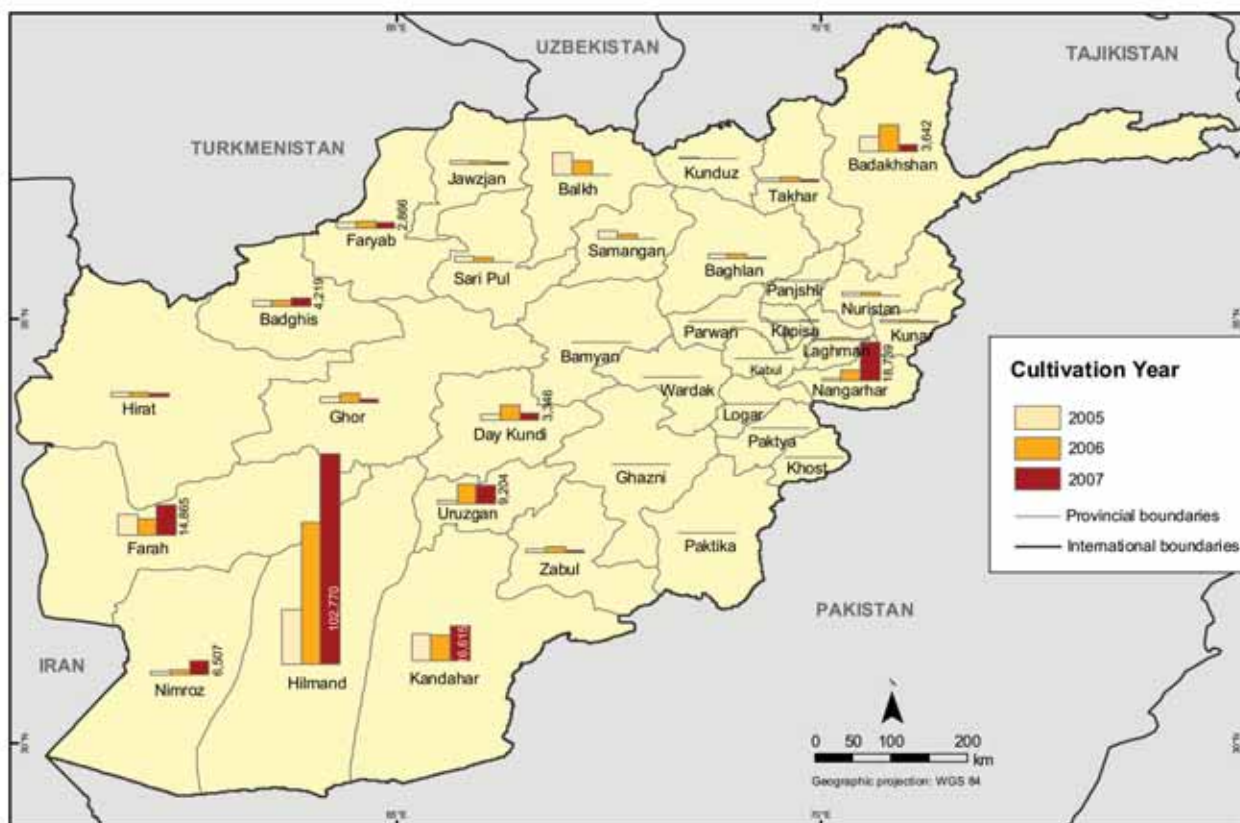 UZBEKISTAN
TAJIKISTAN
TURKMENISTAN
Jawzjan
Balkh
Kunduz
Takhar
Badakhshan
3,642
Faryab
2,866
Sari Pul
Samangan
Baghlan
Panjshir
Nuristan
Badghis
4,219
Bamyan
Parwan
Kapisa
Laghman
Kunar
Kabul
Wardak
Nangarhar
18,739
Hirat
Ghor
Day Kundi
3,346
Logar
Paktya
Khost
Ghazni
Uruzgan
9,204
Farah
14,865
Zabul
Paktika
102,770
IRAN
Nimroz
6,507
Hilmand
Kandahar
PAKISTAN
Cultivation Year
2005
2006
2007
Provincial boundaries
International boundaries
0 50 100 200
km
Geographic projection: WGS 84